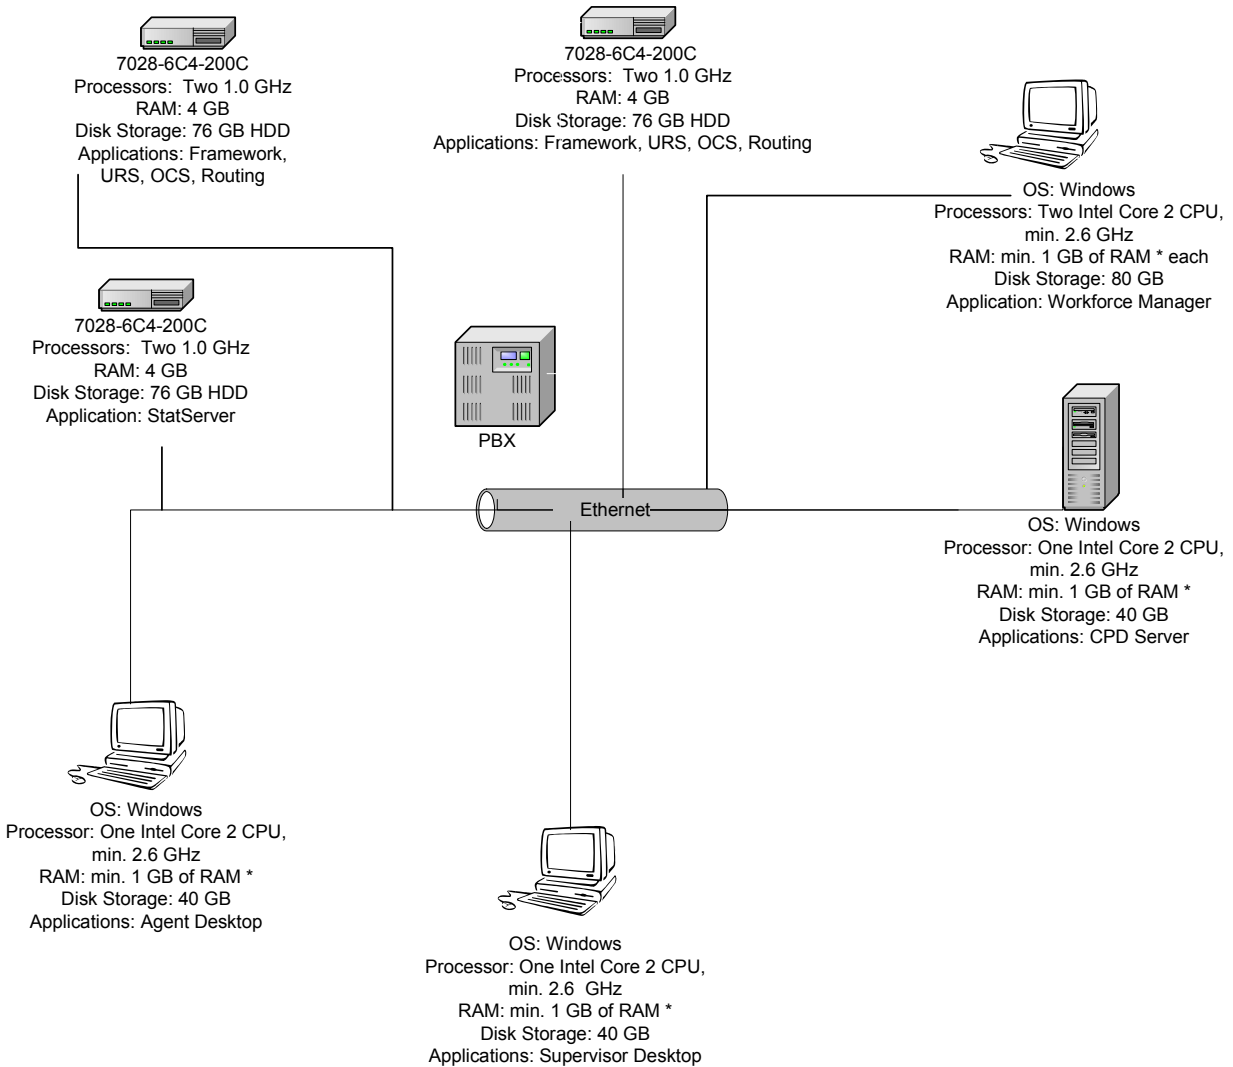 7028-6C4-200C
Processors: Two 1.0 GHz
RAM: 4 GB
Disk Storage: 76 GB HDD
Applications: Framework,
URS, OCS, Routing
7028-6C4-200C
Processors: Two 1.0 GHz
RAM: 4 GB
Disk Storage: 76 GB HDD
Applications: Framework, URS, OCS, Routing
OS: Windows
Processors: Two Intel Core 2 CPU,
min. 2.6 GHz
RAM: min. 1 GB of RAM * each
Disk Storage: 80 GB
Application: Workforce Manager
7028-6C4-200C
Processors: Two 1.0 GHz
RAM: 4 GB
Disk Storage: 76 GB HDD
Application: StatServer
PBX
Ethernet
OS: Windows
Processor: One Intel Core 2 CPU,
min. 2.6 GHz
RAM: min. 1 GB of RAM *
Disk Storage: 40 GB
Applications: CPD Server
OS: Windows
Processor: One Intel Core 2 CPU,
min. 2.6 GHz
RAM: min. 1 GB of RAM *
Disk Storage: 40 GB
Applications: Agent Desktop
OS: Windows
Processor: One Intel Core 2 CPU,
min. 2.6 GHz
RAM: min. 1 GB of RAM *
Disk Storage: 40 GB
Applications: Supervisor Desktop